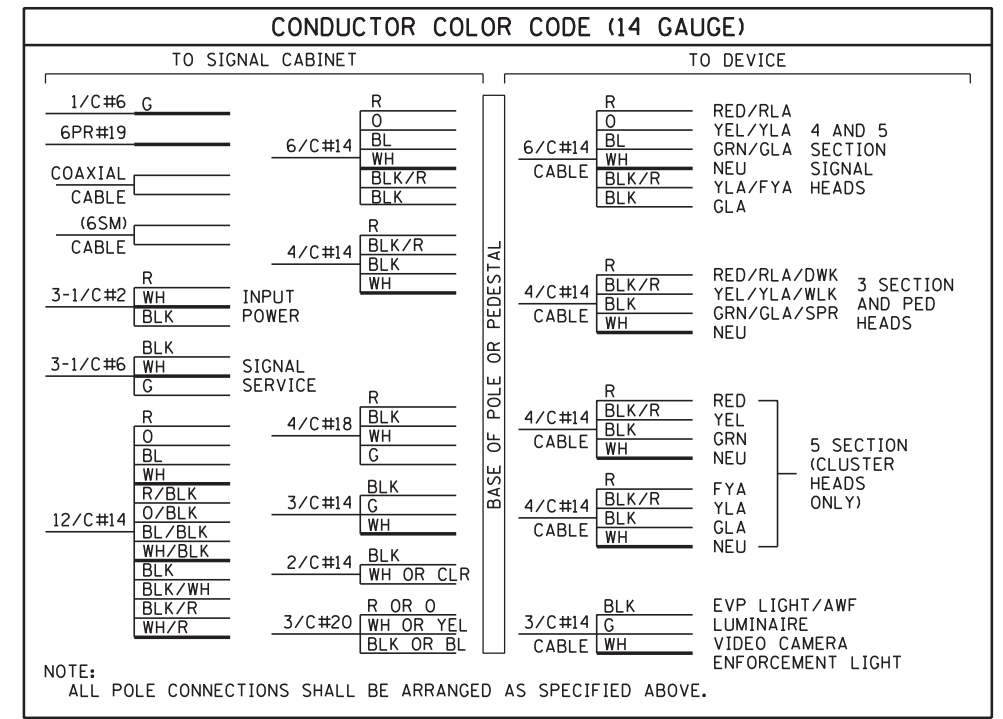 CONDUCTOR COLOR CODE (14 GAUGE)
TO SIGNAL CABINET
1/C#6 G
6PR#19
COAXIAL
CABLE
(6SM)
CABLE
3-1/C#2
R
WH
BLK
INPUT
POWER
3-1/C#6
BLK
WH
G
SIGNAL
SERVICE
12/C#14
R
O
BL
WH
R/BLK
O/BLK
BL/BLK
WH/BLK
BLK
BLK/WH
BLK/R
WH/R
6/C#14
R
O
BL
WH
BLK/R
BLK
4/C#14
R
BLK/R
BLK
WH
4/C#18
R
BLK
WH
G
3/C#14
BLK
G
WH
2/C#14
BLK
WH OR CLR
3/C#20
R OR O
WH OR YEL
BLK OR BL
BASE OF POLE OR PEDESTAL
TO DEVICE
6/C#14
CABLE
R
O
BL
WH
BLK/R
BLK
RED/RLA
YEL/YLA
GRN/GLA
NEU
YLA/FYA
GLA
4 AND 5
SECTION
SIGNAL
HEADS
4/C#14
CABLE
R
BLK/R
BLK
WH
RED/RLA/DWK
YEL/YLA/WLK
GRN/GLA/SPR
NEU
3 SECTION
AND PED
HEADS
4/C#14
CABLE
R
BLK/R
BLK
WH
RED
YEL
GRN
NEU
4/C#14
CABLE
R
BLK/R
BLK
WH
FYA
YLA
GLA
NEU
5 SECTION
(CLUSTER
HEADS
ONLY)
3/C#14
CABLE
BLK
G
WH
EVP LIGHT/AWF
LUMINAIRE
VIDEO CAMERA
ENFORCEMENT LIGHT
NOTE:
ALL POLE CONNECTIONS SHALL BE ARRANGED AS SPECIFIED ABOVE.